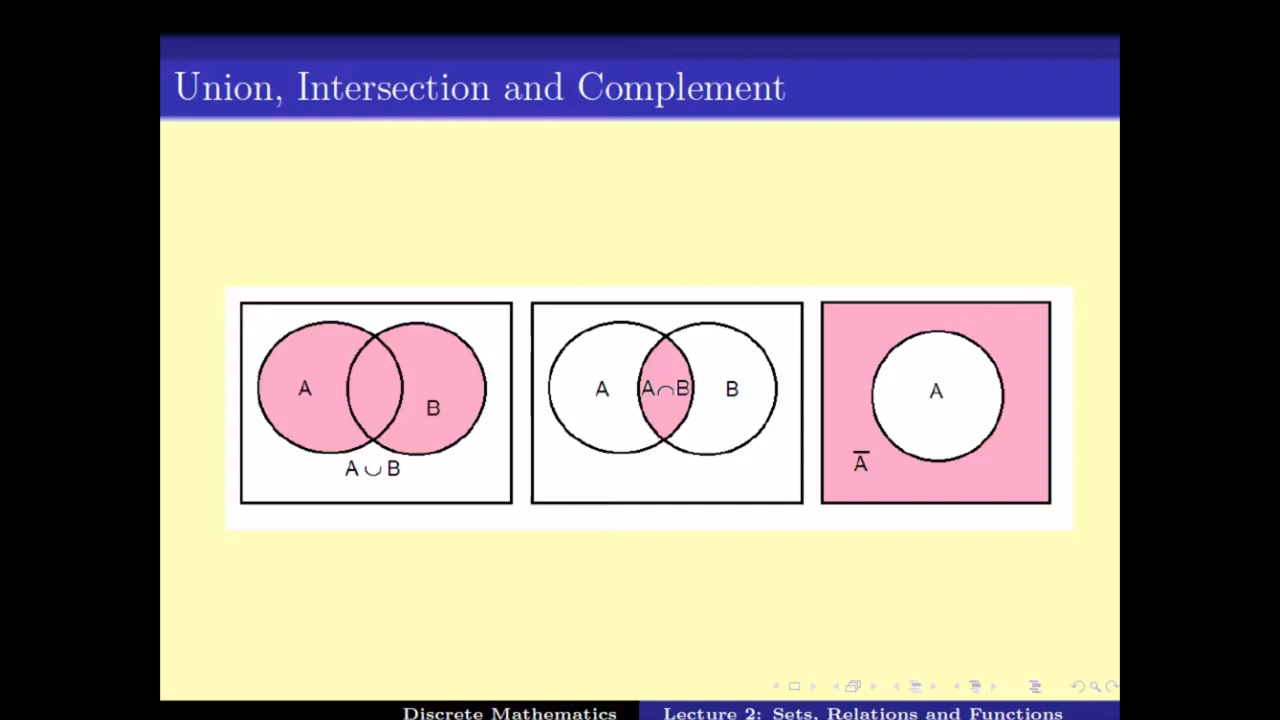 Union, Intersection and Complement
A B
A ∪ B
A A∩B B
A
A̅
Discrete Mathematics Lecture 2: Sets, Relations and Functions